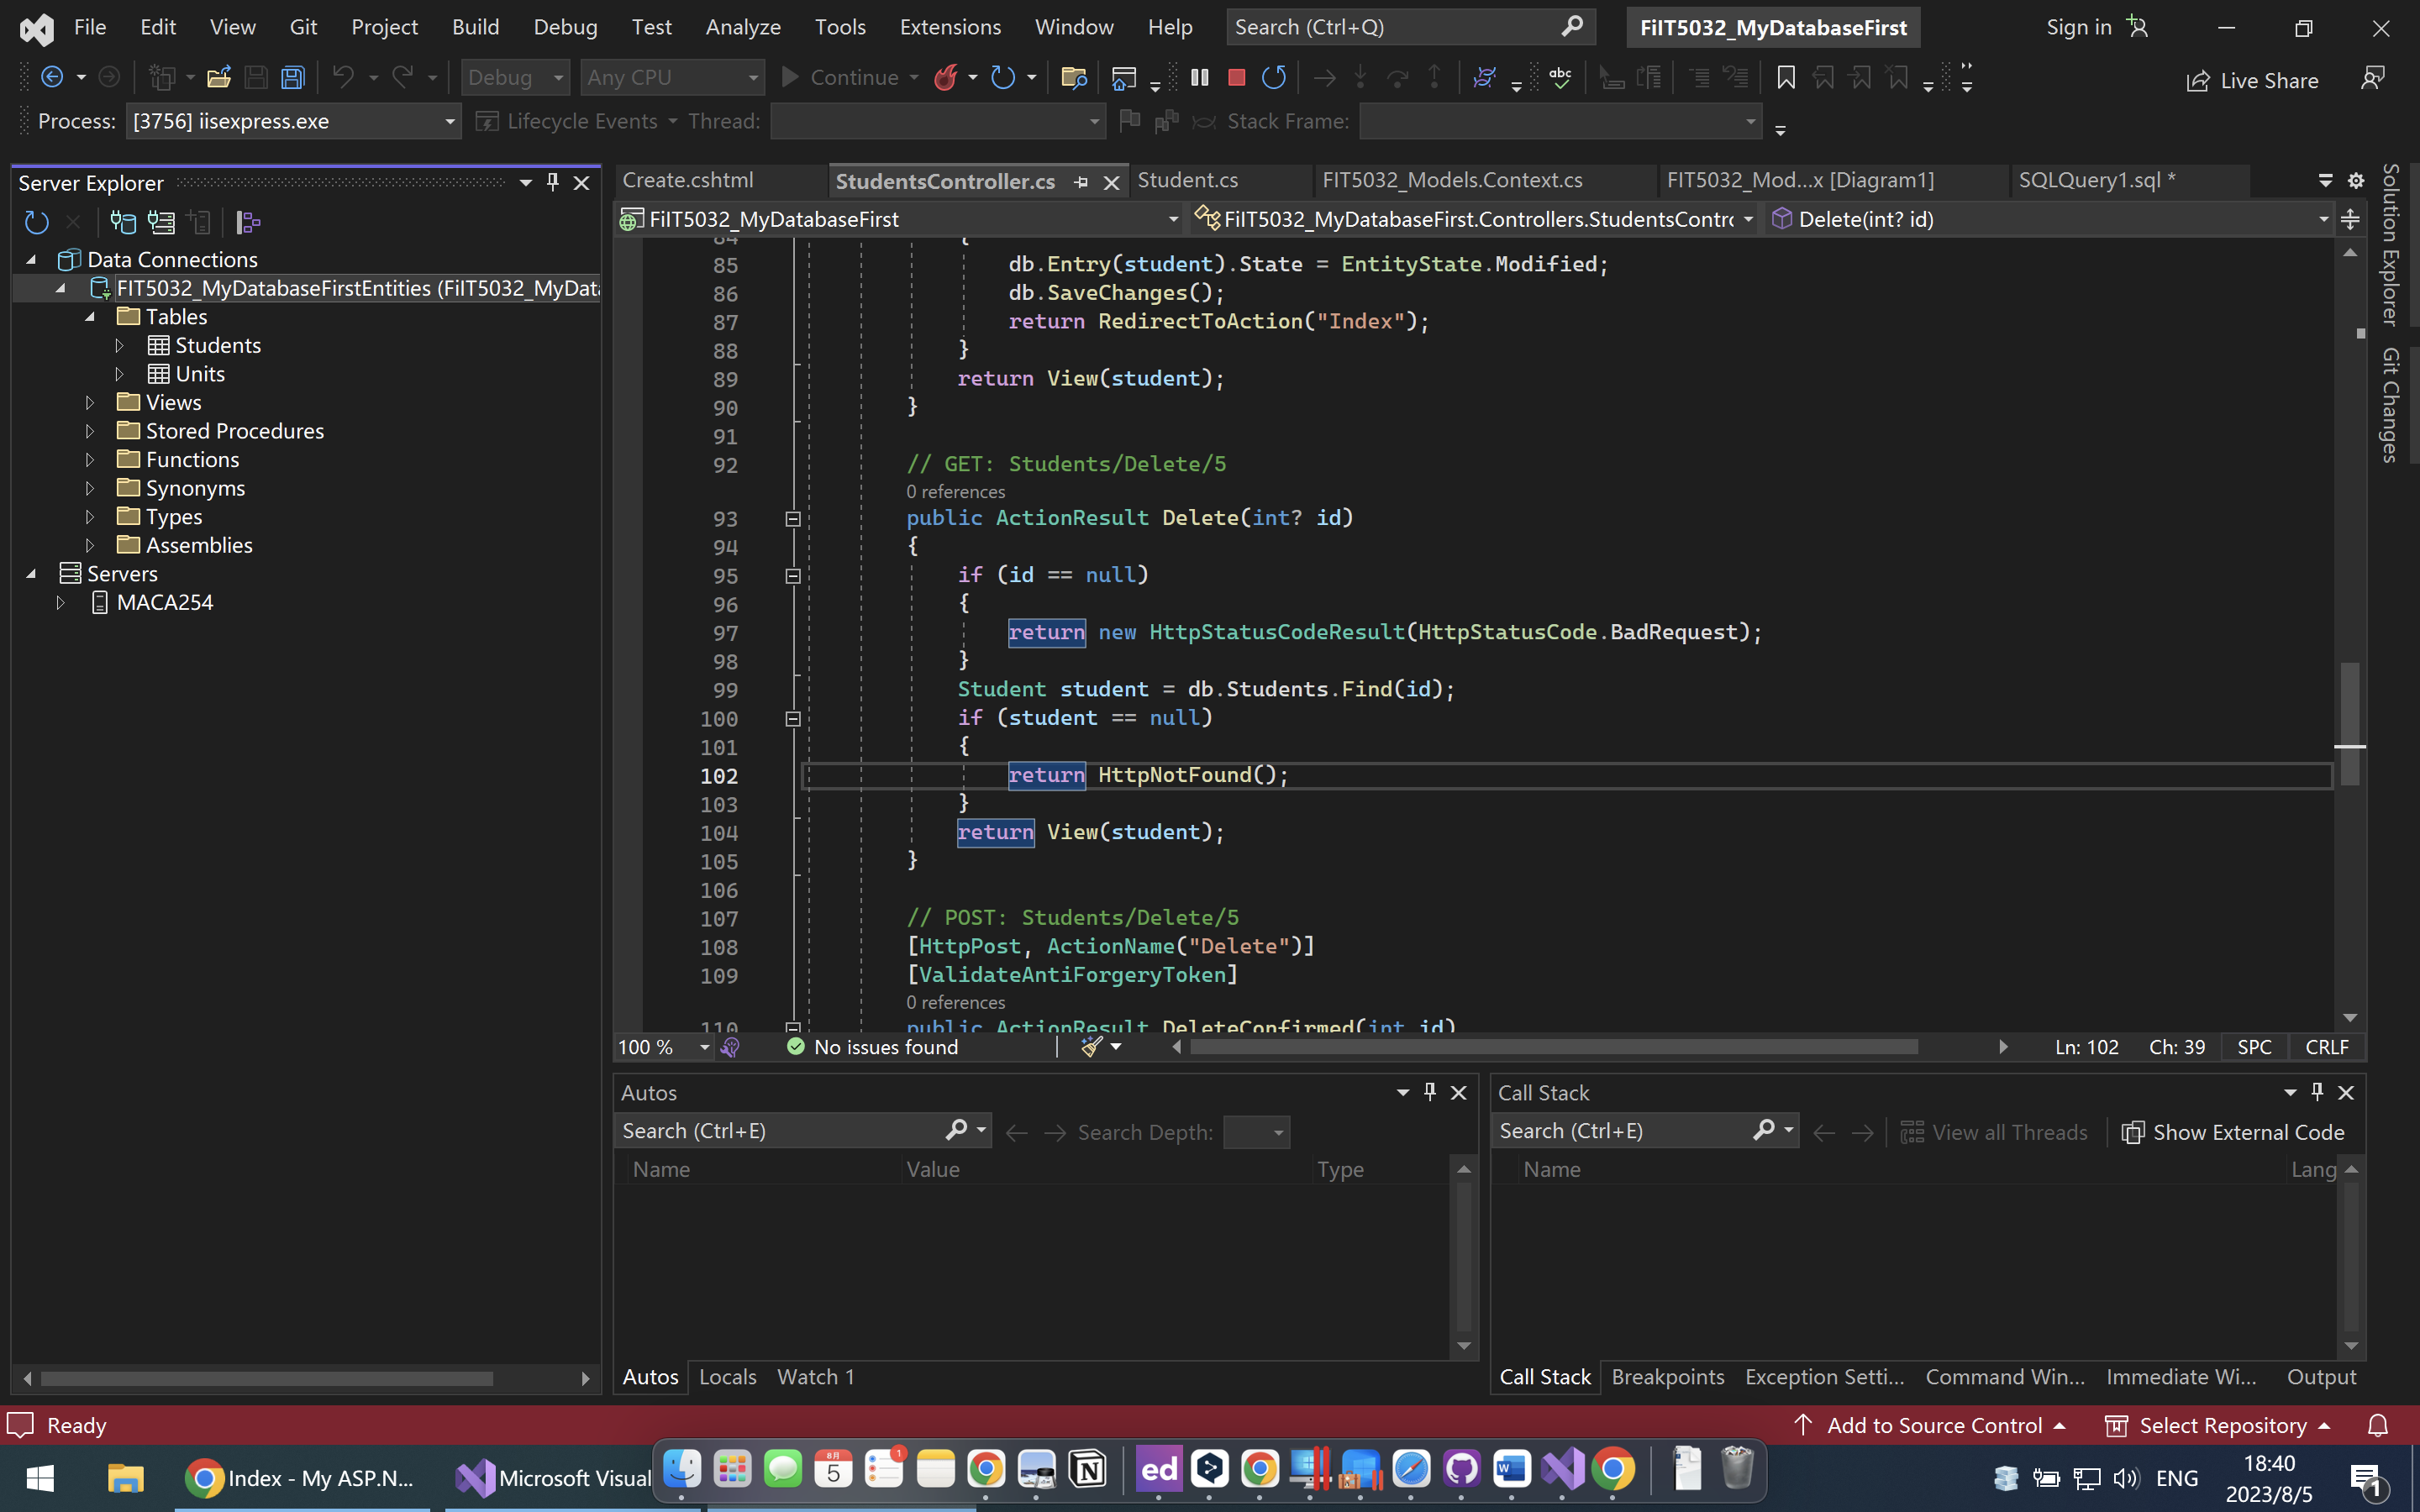 File Edit View Git Project Build Debug Test Analyze Tools Extensions Window Help Search (Ctrl+Q) FiIT5032_MyDatabaseFirst Sign in
Debug Any CPU Continue Live Share
Process: [3756] iisexpress.exe Lifecycle Events Thread: Stack Frame:
Server Explorer
Data Connections
FIT5032_MyDatabaseFirstEntities (FiIT5032_MyData
Tables
Students
Units
Views
Stored Procedures
Functions
Synonyms
Types
Assemblies
Servers
MACA254
Create.cshtml StudentsController.cs Student.cs FIT5032_Models.Context.cs FIT5032_Mod...x [Diagram1] SQLQuery1.sql *
FiIT5032_MyDatabaseFirst FiIT5032_MyDatabaseFirst.Controllers.StudentsContr Delete(int? id)
84 {
85 db.Entry(student).State = EntityState.Modified;
86 db.SaveChanges();
87 return RedirectToAction("Index");
88 }
89 return View(student);
90 }
91
92 // GET: Students/Delete/5
0 references
93 public ActionResult Delete(int? id)
94 {
95 if (id == null)
96 {
97 return new HttpStatusCodeResult(HttpStatusCode.BadRequest);
98 }
99 Student student = db.Students.Find(id);
100 if (student == null)
101 {
102 return HttpNotFound();
103 }
104 return View(student);
105 }
106
107 // POST: Students/Delete/5
108 [HttpPost, ActionName("Delete")]
109 [ValidateAntiForgeryToken]
0 references
110 public ActionResult DeleteConfirmed(int id)
100 % No issues found Ln: 102 Ch: 39 SPC CRLF
Solution Explorer
Git Changes
Autos
Search (Ctrl+E) Search Depth:
Name Value Type
Autos Locals Watch 1
Call Stack
Search (Ctrl+E) View all Threads Show External Code
Name Lang
Call Stack Breakpoints Exception Setti... Command Win... Immediate Wi... Output
Ready Add to Source Control Select Repository
Index - My ASP.N... Microsoft Visual
8月
5
1
ed
W
ENG
18:40
2023/8/5
1